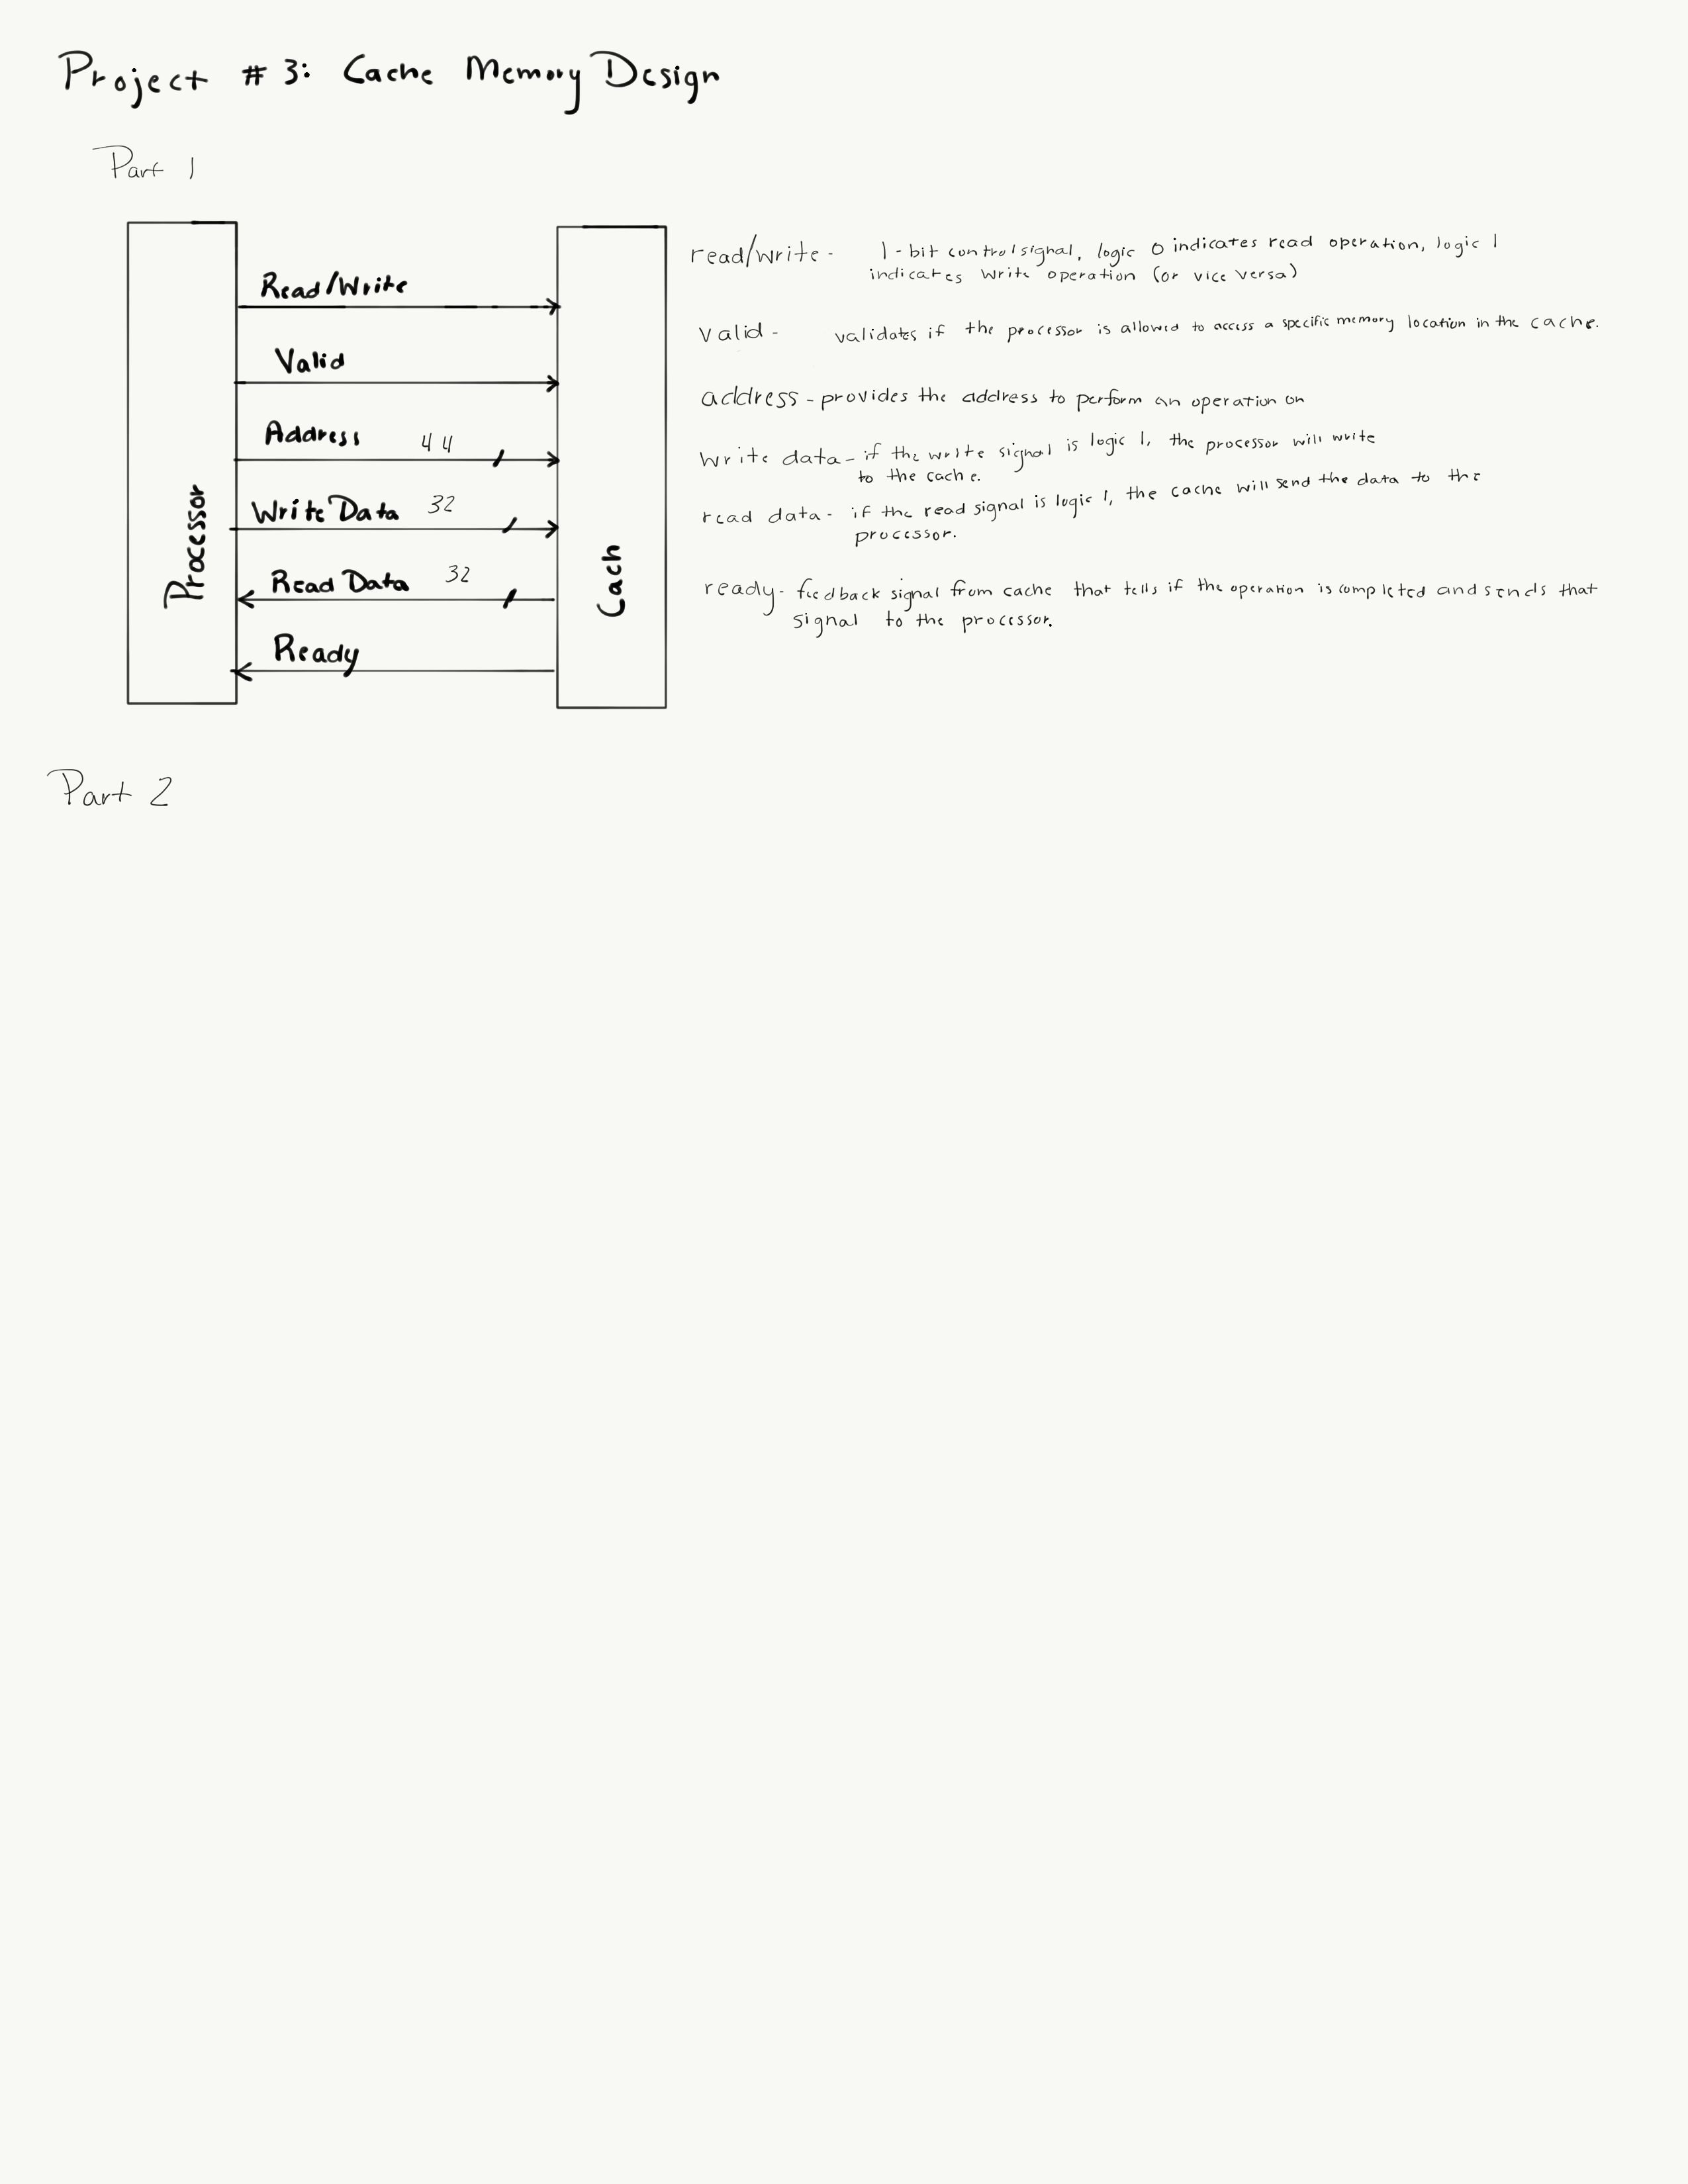 Project # 3: Cache Memory Design
Part 1
Read/Write
Valid
Address 44
Write Data 32
Read Data 32
Ready
Processor
Cach
read/write - 1-bit control signal, logic 0 indicates read operation, logic 1
indicates write operation (or vice versa)
valid - validates if the processor is allowed to access a specific memory location in the cache.
address - provides the address to perform an operation on
write data - if the write signal is logic 1, the processor will write
to the cache.
read data - if the read signal is logic 1, the cache will send the data to the
processor.
ready - feedback signal from cache that tells if the operation is completed and sends that
signal to the processor.
Part 2